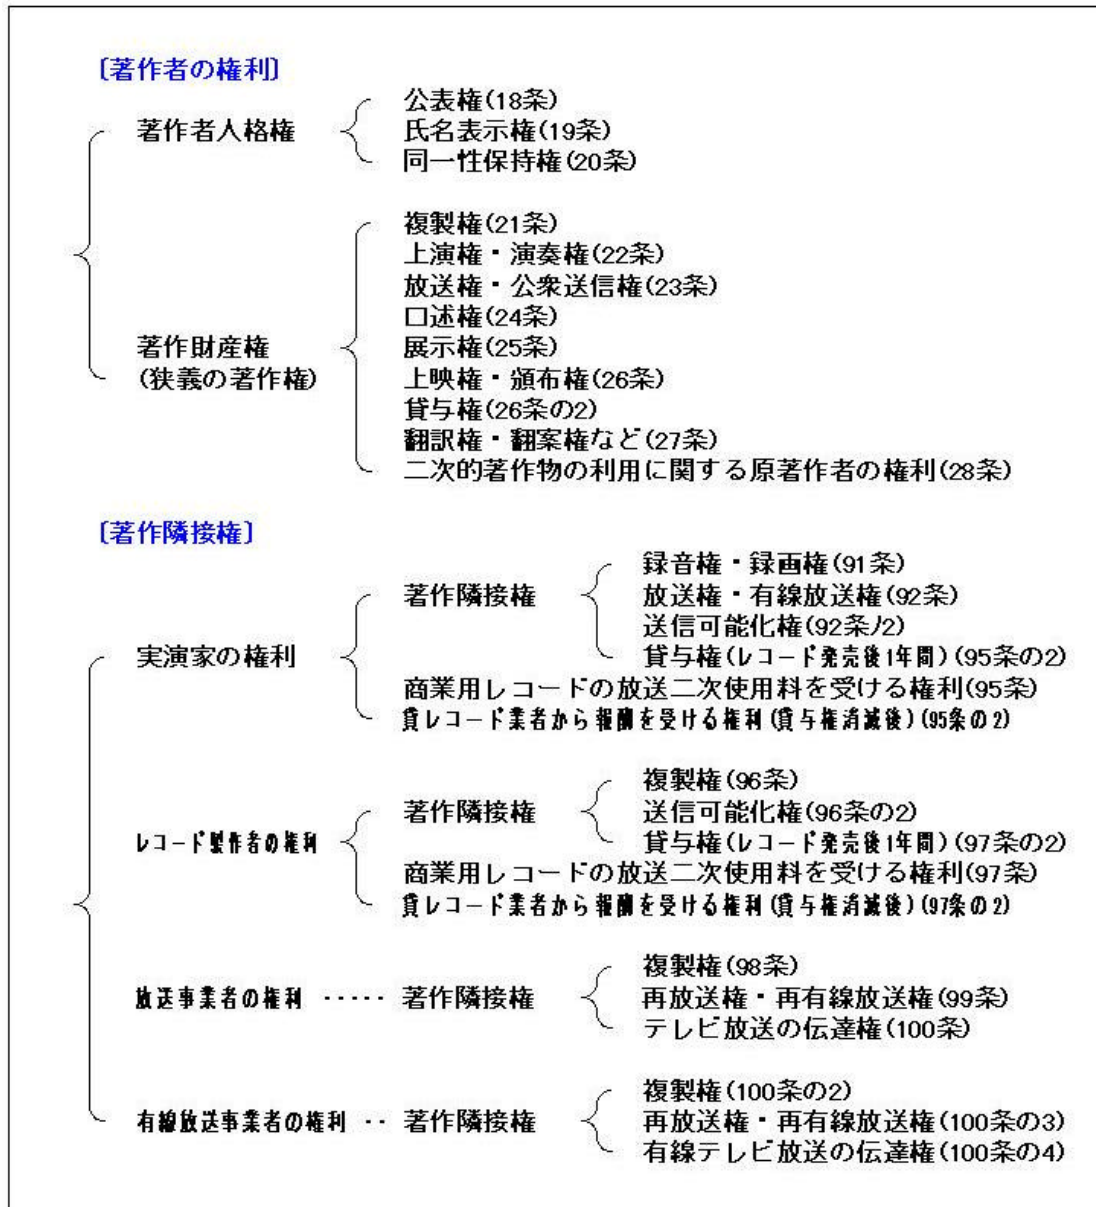 〔著作者の権利〕
著作者人格権
公表権(18条)
氏名表示権(19条)
同一性保持権(20条)
著作財産権
(狭義の著作権)
複製権(21条)
上演権・演奏権(22条)
放送権・公衆送信権(23条)
口述権(24条)
展示権(25条)
上映権・頒布権(26条)
貸与権(26条の2)
翻訳権・翻案権など(27条)
二次的著作物の利用に関する原著作者の権利(28条)
〔著作隣接権〕
実演家の権利
著作隣接権
録音権・録画権(91条)
放送権・有線放送権(92条)
送信可能化権(92条ﾉ2)
貸与権(レコード発売後1年間)(95条の2)
商業用レコードの放送二次使用料を受ける権利(95条)
貸レコード業者から報酬を受ける権利(貸与権消滅後)(95条の2)
レコード製作者の権利
著作隣接権
複製権(96条)
送信可能化権(96条の2)
貸与権(レコード発売後1年間)(97条の2)
商業用レコードの放送二次使用料を受ける権利(97条)
貸レコード業者から報酬を受ける権利(貸与権消滅後)(97条の2)
放送事業者の権利 ‥‥‥ 著作隣接権
複製権(98条)
再放送権・再有線放送権(99条)
テレビ放送の伝達権(100条)
有線放送事業者の権利 ‥ 著作隣接権
複製権(100条の2)
再放送権・再有線放送権(100条の3)
有線テレビ放送の伝達権(100条の4)